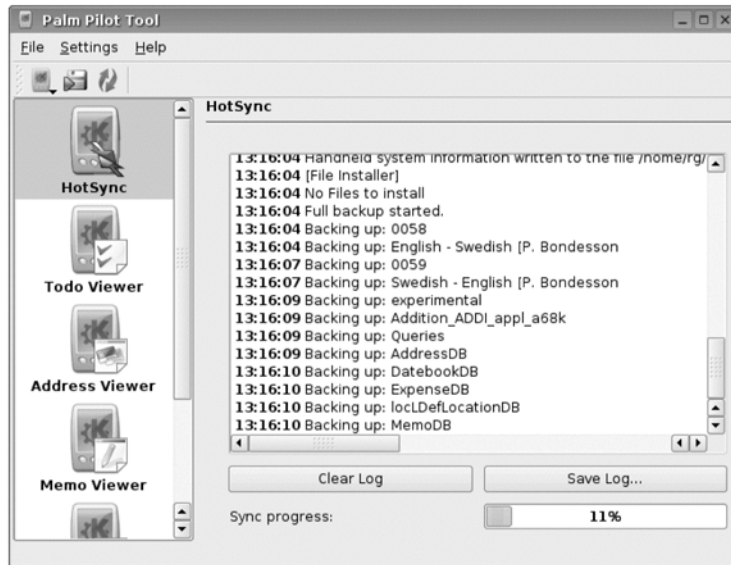 Palm Pilot Tool
File Settings Help
HotSync
Todo Viewer
Address Viewer
Memo Viewer
HotSync
13:16:04 Handheld system information written to the file /home/rg/
13:16:04 [File Installer]
13:16:04 No Files to install
13:16:04 Full backup started.
13:16:04 Backing up: 0058
13:16:04 Backing up: English - Swedish [P. Bondesson
13:16:07 Backing up: 0059
13:16:07 Backing up: Swedish - English [P. Bondesson
13:16:09 Backing up: experimental
13:16:09 Backing up: Addition_ADDI_appl_a68k
13:16:09 Backing up: Queries
13:16:09 Backing up: AddressDB
13:16:10 Backing up: DatebookDB
13:16:10 Backing up: ExpenseDB
13:16:10 Backing up: locLDefLocationDB
13:16:10 Backing up: MemoDB
Clear Log Save Log...
Sync progress: 11%